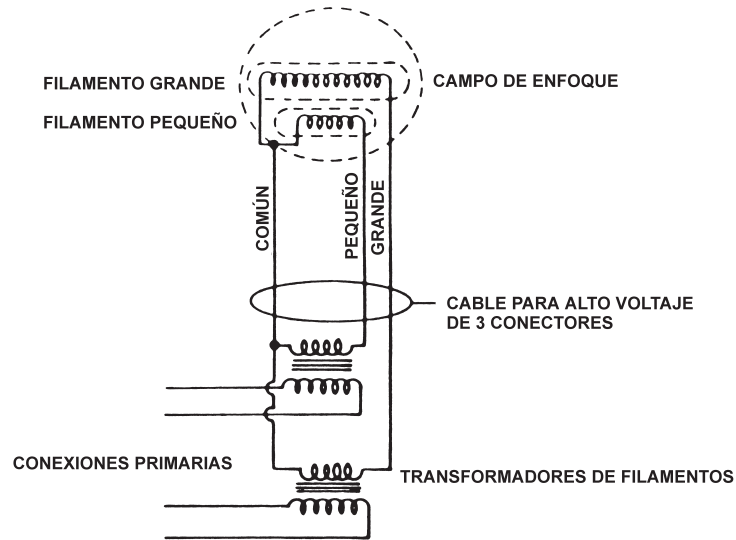 FILAMENTO GRANDE
CAMPO DE ENFOQUE
FILAMENTO PEQUEÑO
COMÚN
PEQUEÑO
GRANDE
CABLE PARA ALTO VOLTAJE
DE 3 CONECTORES
CONEXIONES PRIMARIAS
TRANSFORMADORES DE FILAMENTOS